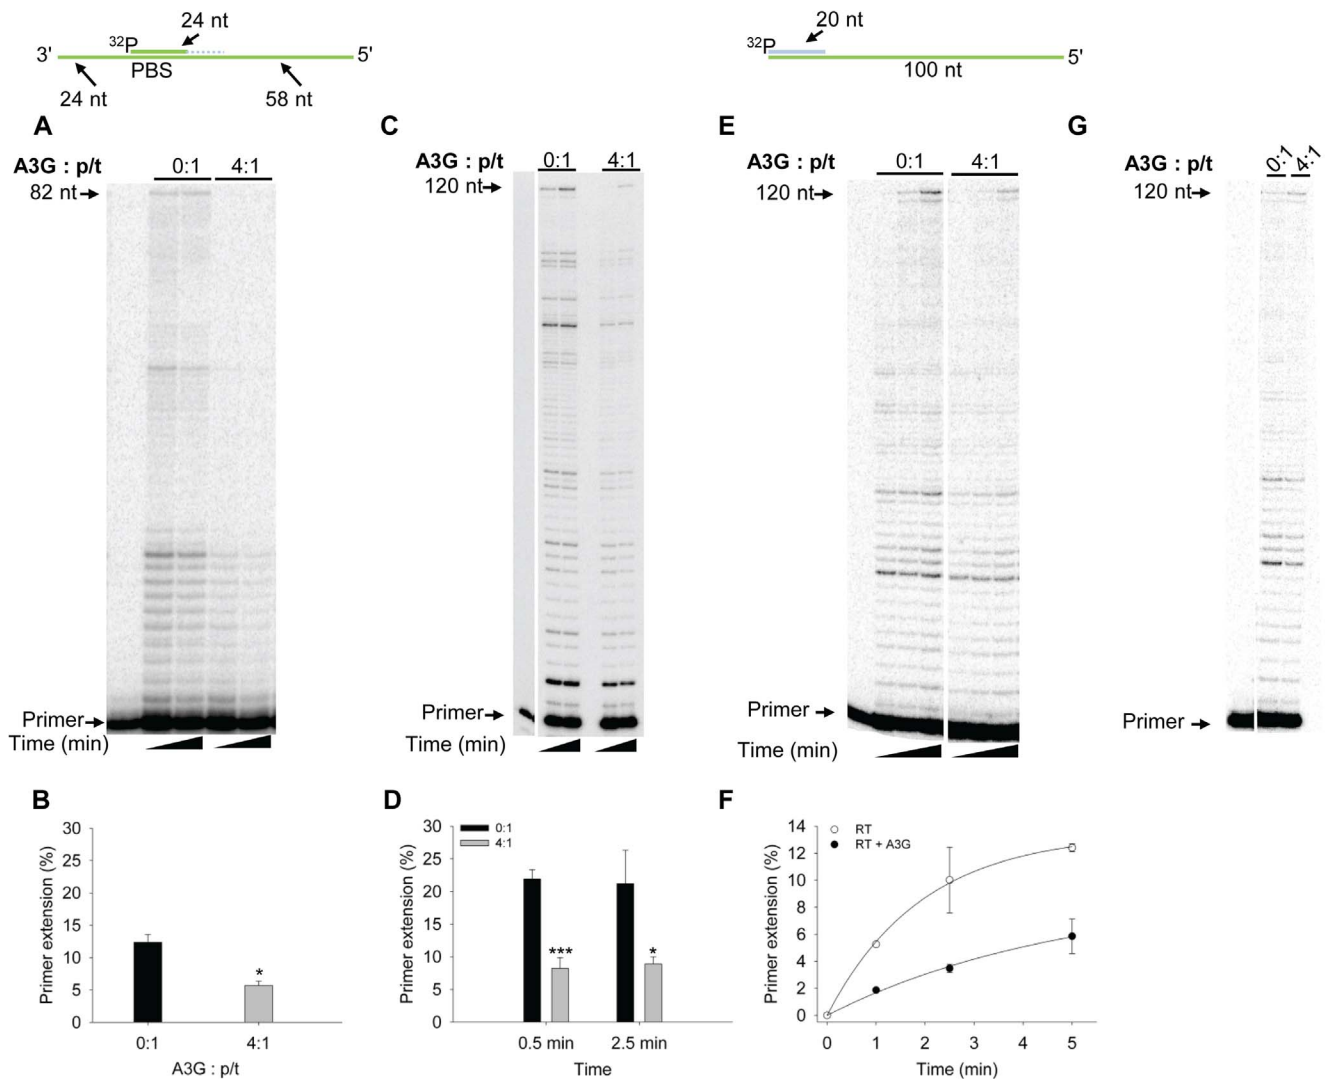 24 nt
32P
3' 5'
PBS
24 nt
58 nt
20 nt
32P
5'
100 nt
A
A3G : p/t 0:1 4:1
82 nt
Primer
Time (min)
C
A3G : p/t 0:1 4:1
120 nt
Primer
Time (min)
E
A3G : p/t 0:1 4:1
120 nt
Primer
Time (min)
G
A3G : p/t 0:1 4:1
120 nt
Primer
B
Primer extension (%)
30
25
20
15
10
5
0
0:1 4:1
A3G : p/t
*
D
Primer extension (%)
30
25
20
15
10
5
0
0:1
4:1
***
*
0.5 min 2.5 min
Time
F
Primer extension (%)
14
12
10
8
6
4
2
0
RT
RT + A3G
0 1 2 3 4 5
Time (min)